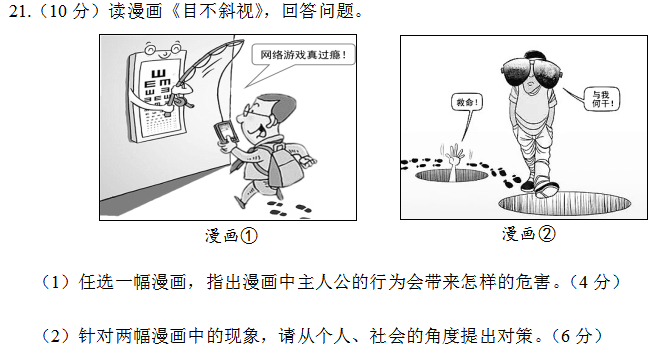 21.（10 分）读漫画《目不斜视》，回答问题。
网络游戏真过瘾！
救命！
与我
何干！
漫画①
漫画②
（1）任选一幅漫画，指出漫画中主人公的行为会带来怎样的危害。（4 分）
（2）针对两幅漫画中的现象，请从个人、社会的角度提出对策。（6 分）